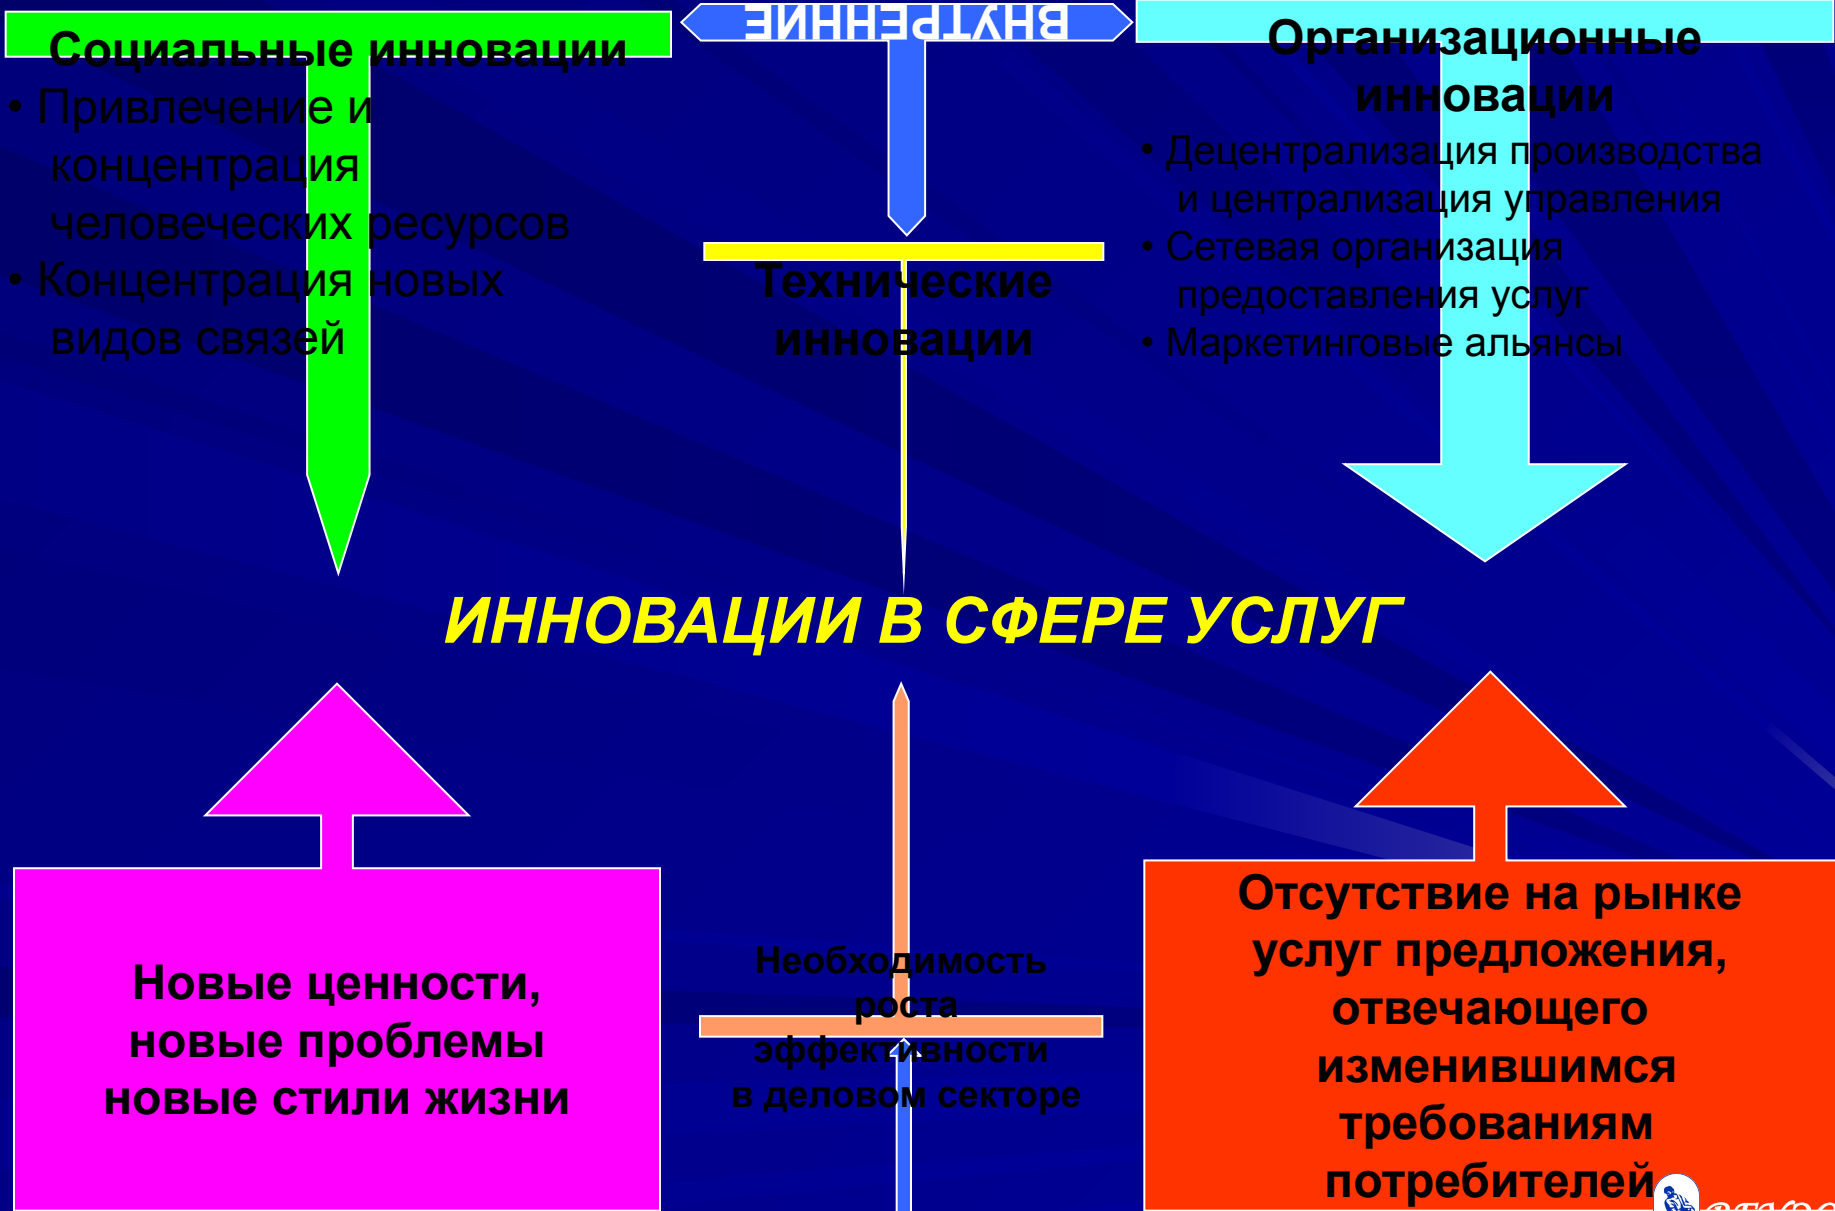 Социальные инновации
• Привлечение и
концентрация
человеческих ресурсов
• Концентрация новых
видов связей
ВНУТРЕННИЕ
Технические
инновации
Организационные
инновации
• Децентрализация производства
и централизация управления
• Сетевая организация
предоставления услуг
• Маркетинговые альянсы
ИННОВАЦИИ В СФЕРЕ УСЛУГ
Новые ценности,
новые проблемы
новые стили жизни
Необходимость
роста
эффективности
в деловом секторе
Отсутствие на рынке
услуг предложения,
отвечающего
изменившимся
требованиям
потребителей